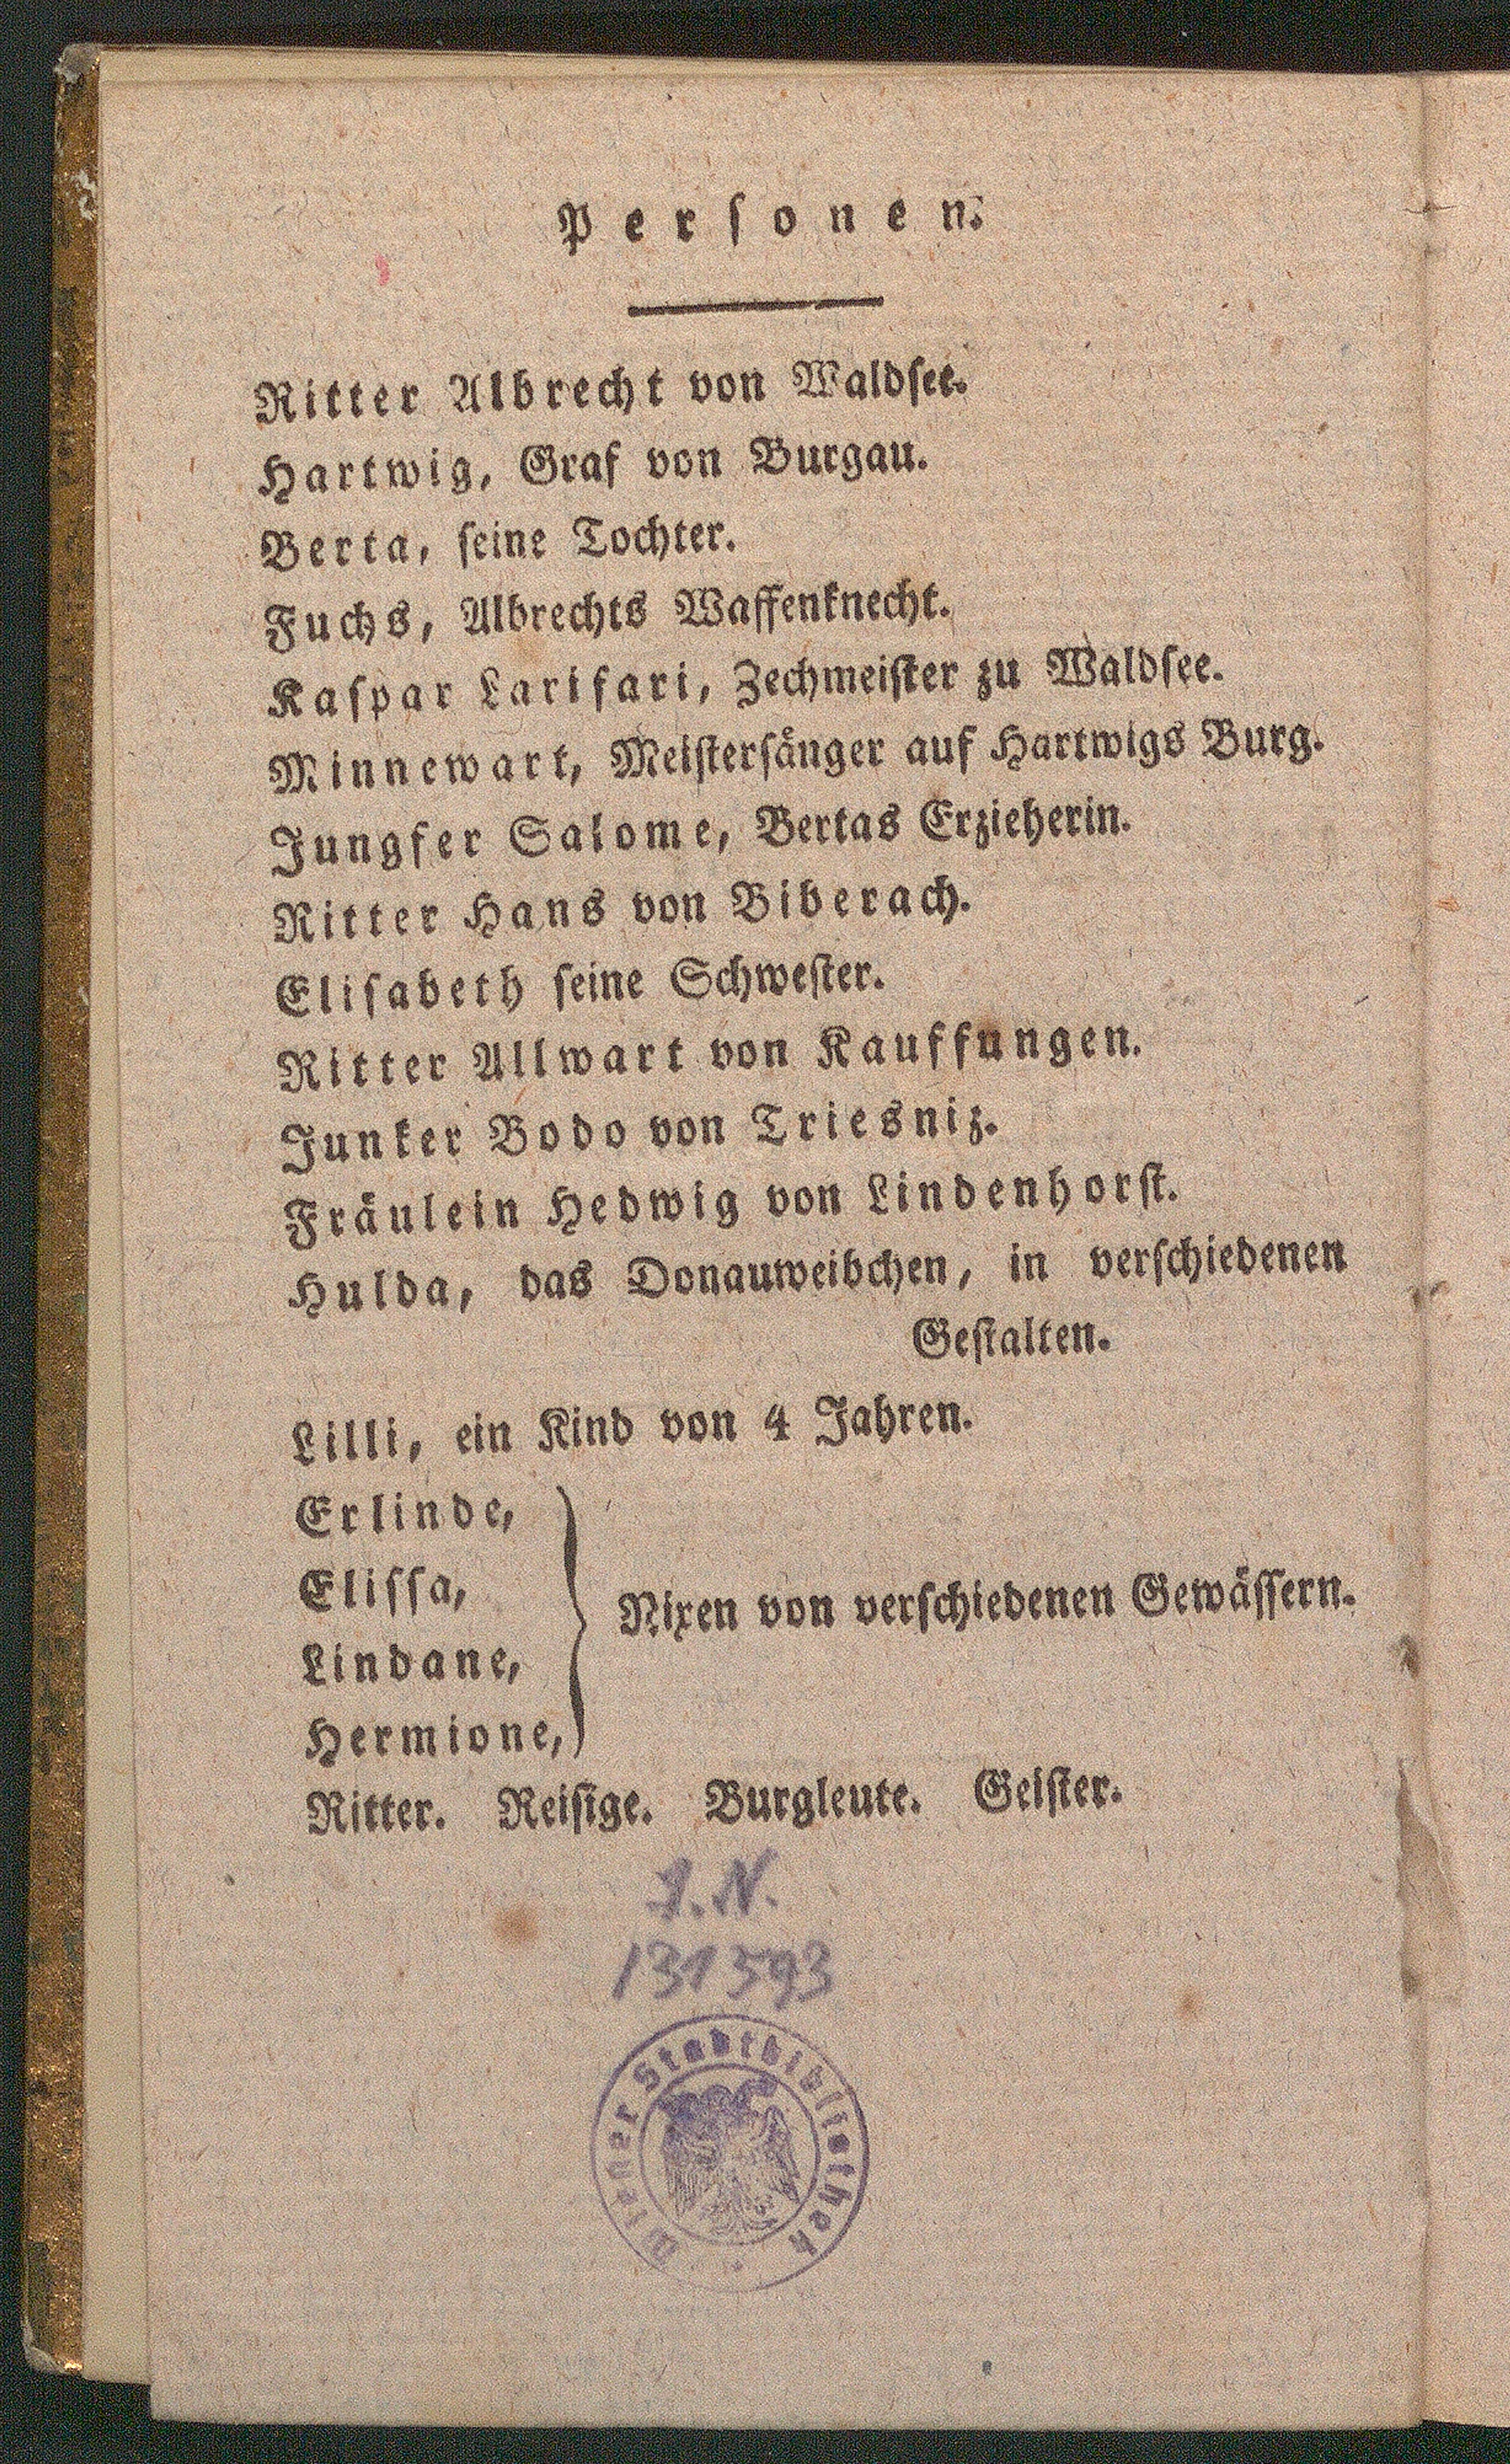 Personen.
Ritter Albrecht von Waldsee.
Hartwig, Graf von Burgau.
Berta, seine Tochter.
Fuchs, Albrechts Waffenknecht.
Kaspar Larifari, Zechmeister zu Waldsee.
Minnewart, Meistersänger auf Hartwigs Burg.
Jungfer Salome, Bertas Erzieherin.
Ritter Hans von Biberach.
Elisabeth seine Schwester.
Ritter Allwart von Kauffungen.
Junker Bodo von Triesniz.
Fräulein Hedwig von Lindenhorst.
Hulda, das Donauweibchen, in verschiedenen
Gestalten.
Lilli, ein Kind von 4 Jahren.
Erlinde,
Elissa,
Nixen von verschiedenen Gewässern.
Lindane,
Hermione,
Ritter. Reisige. Burgleute. Geister.
I.N.
131593
Wiener Stadtbibliothek